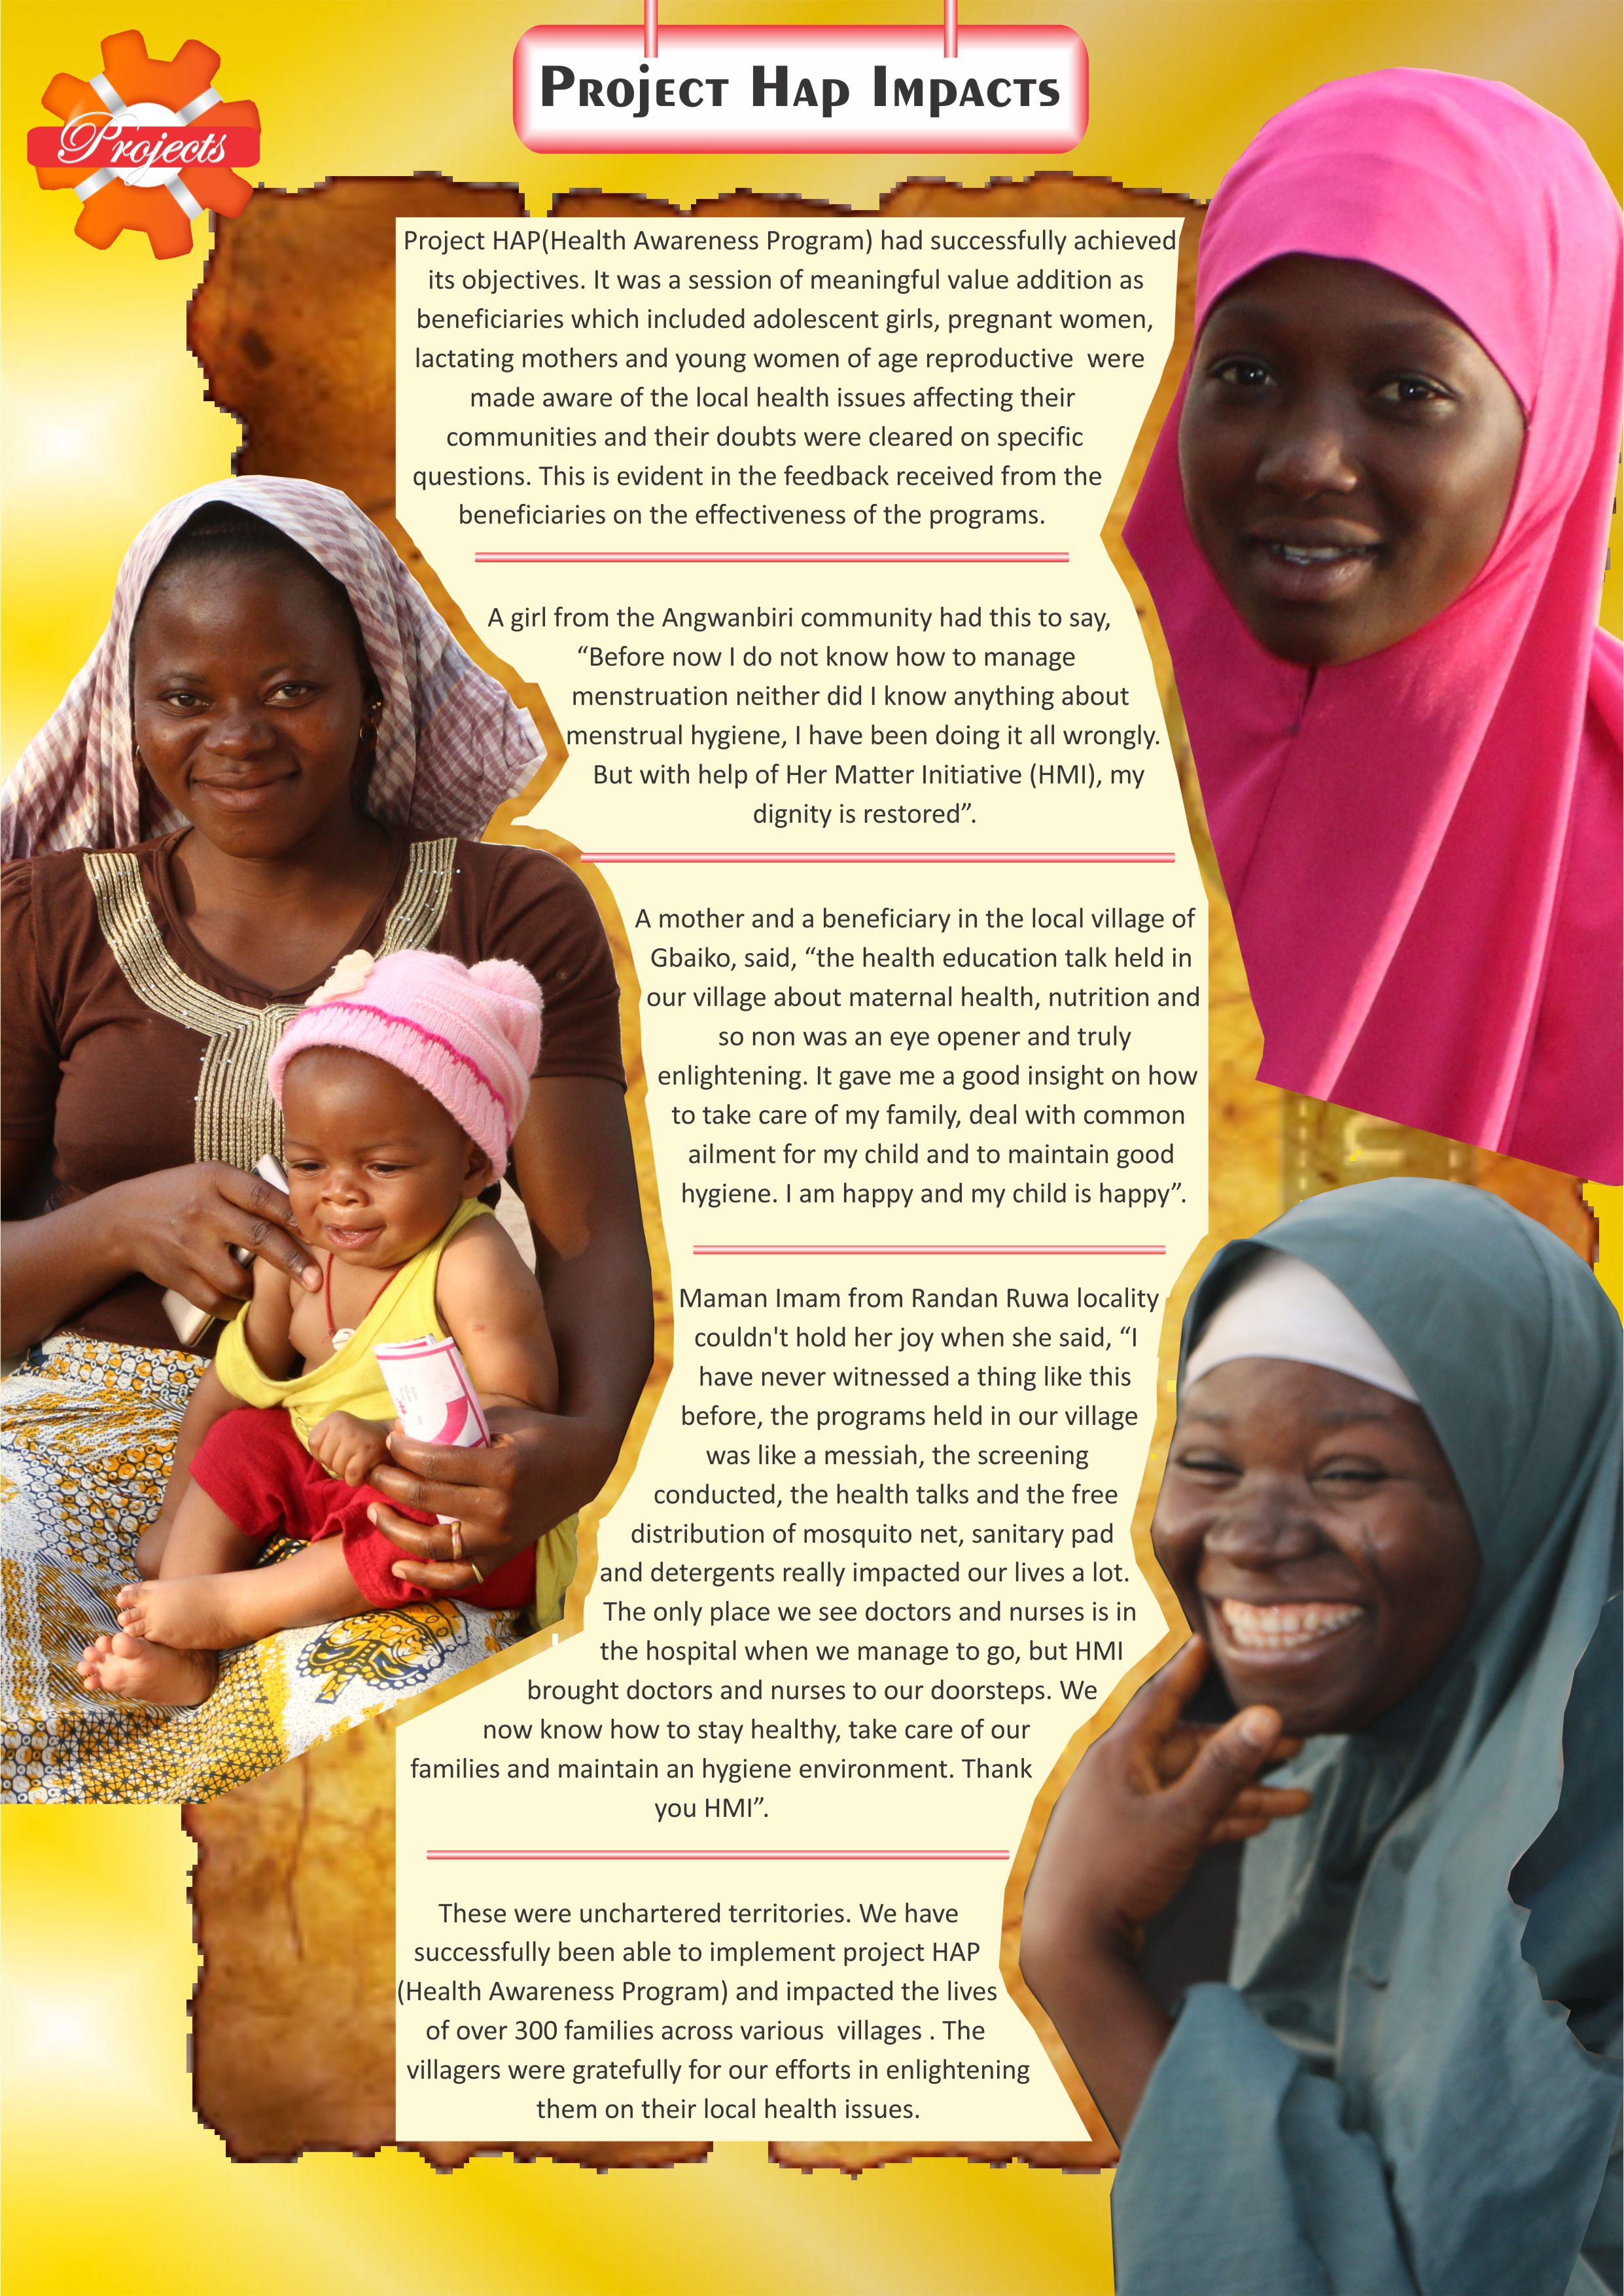 Projects
Project Hap Impacts
Project HAP(Health Awareness Program) had successfully achieved
its objectives. It was a session of meaningful value addition as
beneficiaries which included adolescent girls, pregnant women,
lactating mothers and young women of age reproductive  were
made aware of the local health issues affecting their
communities and their doubts were cleared on specific
questions. This is evident in the feedback received from the
beneficiaries on the effectiveness of the programs.
A girl from the Angwanbiri community had this to say,
“Before now I do not know how to manage
menstruation neither did I know anything about
menstrual hygiene, I have been doing it all wrongly.
But with help of Her Matter Initiative (HMI), my
dignity is restored”.
A mother and a beneficiary in the local village of
Gbaiko, said, “the health education talk held in
our village about maternal health, nutrition and
so non was an eye opener and truly
enlightening. It gave me a good insight on how
to take care of my family, deal with common
ailment for my child and to maintain good
hygiene. I am happy and my child is happy”.
Maman Imam from Randan Ruwa locality
couldn't hold her joy when she said, “I
have never witnessed a thing like this
before, the programs held in our village
was like a messiah, the screening
conducted, the health talks and the free
distribution of mosquito net, sanitary pad
and detergents really impacted our lives a lot.
The only place we see doctors and nurses is in
the hospital when we manage to go, but HMI
brought doctors and nurses to our doorsteps. We
now know how to stay healthy, take care of our
families and maintain an hygiene environment. Thank
you HMI”.
These were unchartered territories. We have
successfully been able to implement project HAP
(Health Awareness Program) and impacted the lives
of over 300 families across various  villages . The
villagers were gratefully for our efforts in enlightening
them on their local health issues.